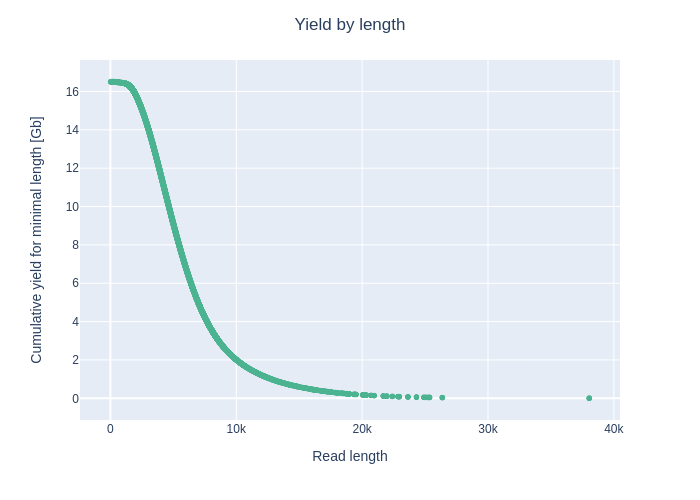 Yield by length
Cumulative yield for minimal length [Gb]
16
14
12
10
8
6
4
2
0
0 10k 20k 30k 40k
Read length